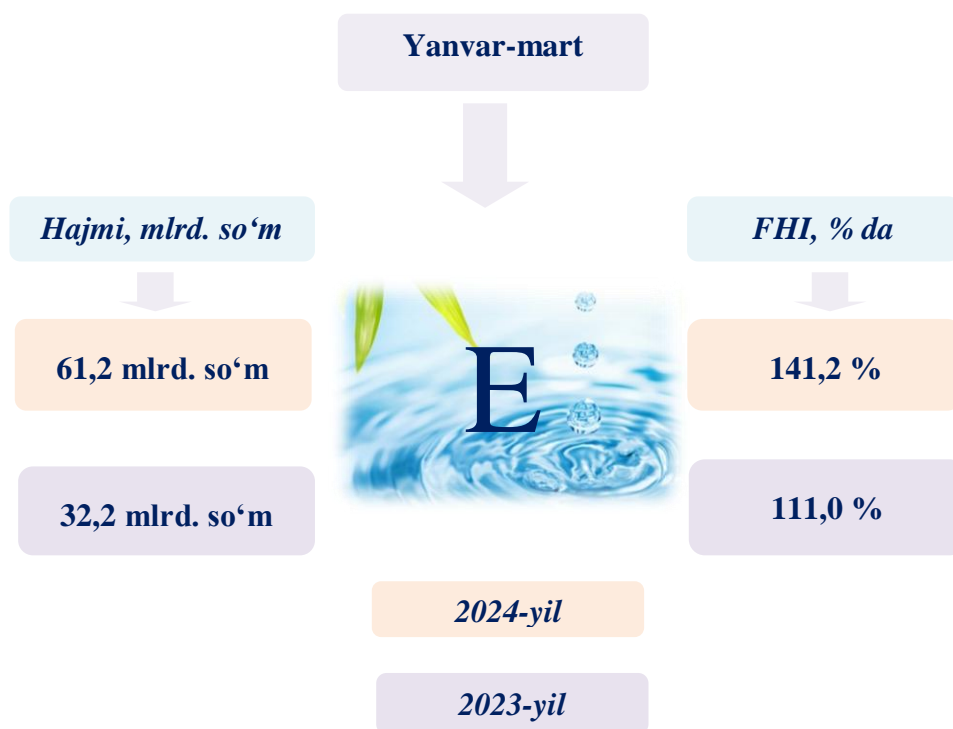 Yanvar-mart
Hajmi, mlrd. so‘m
FHI, % da
61,2 mlrd. so‘m
E
141,2 %
32,2 mlrd. so‘m
111,0 %
2024-yil
2023-yil